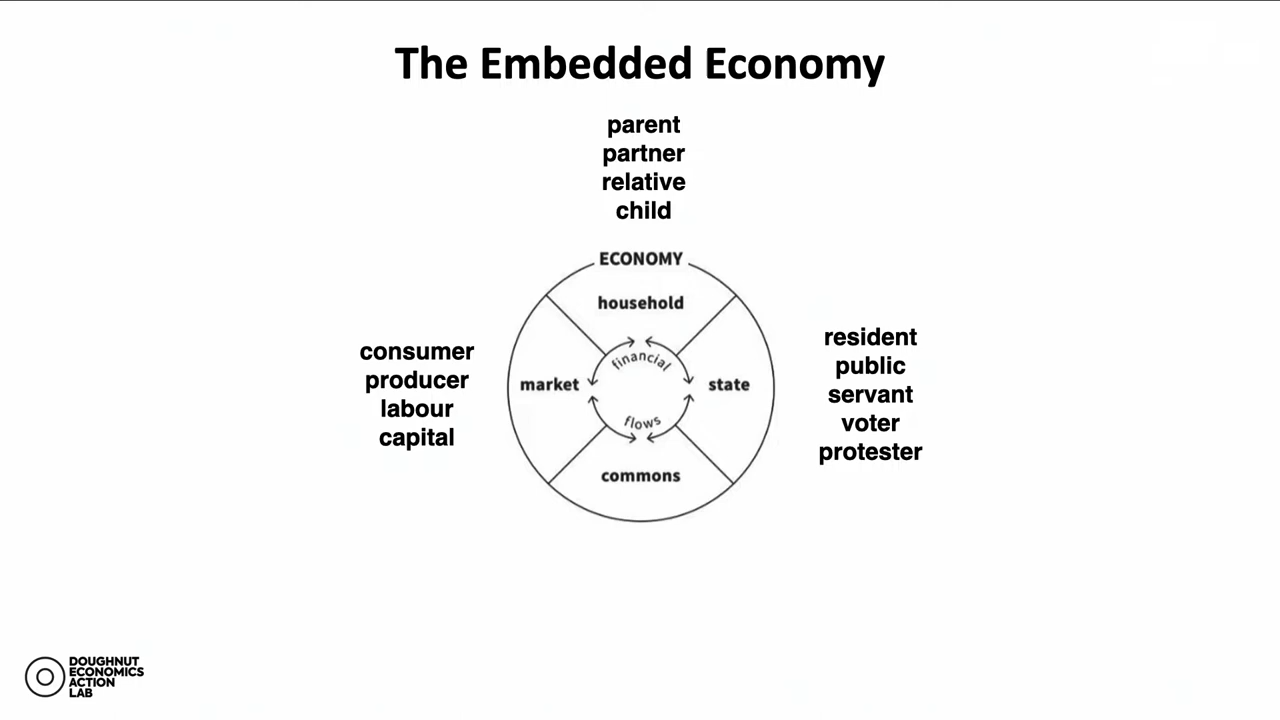 The Embedded Economy
parent
partner
relative
child
ECONOMY
household
consumer
producer
labour
capital
market
financial
flows
state
commons
resident
public
servant
voter
protester
DOUGHNUT
ECONOMICS
ACTION
LAB